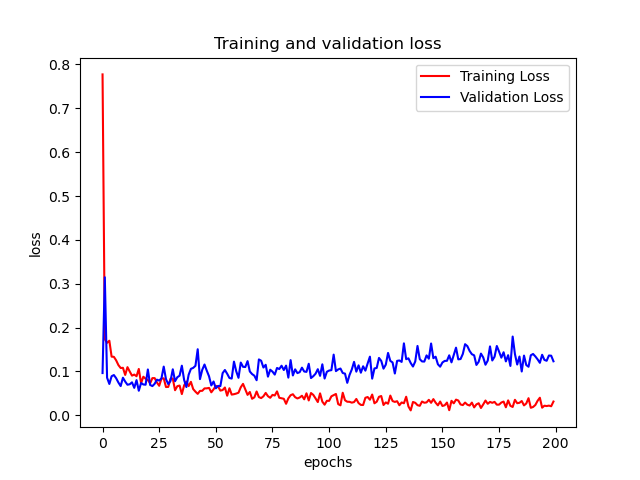 Training and validation loss
Training Loss
Validation Loss
loss
0.8
0.7
0.6
0.5
0.4
0.3
0.2
0.1
0.0
0 25 50 75 100 125 150 175 200
epochs